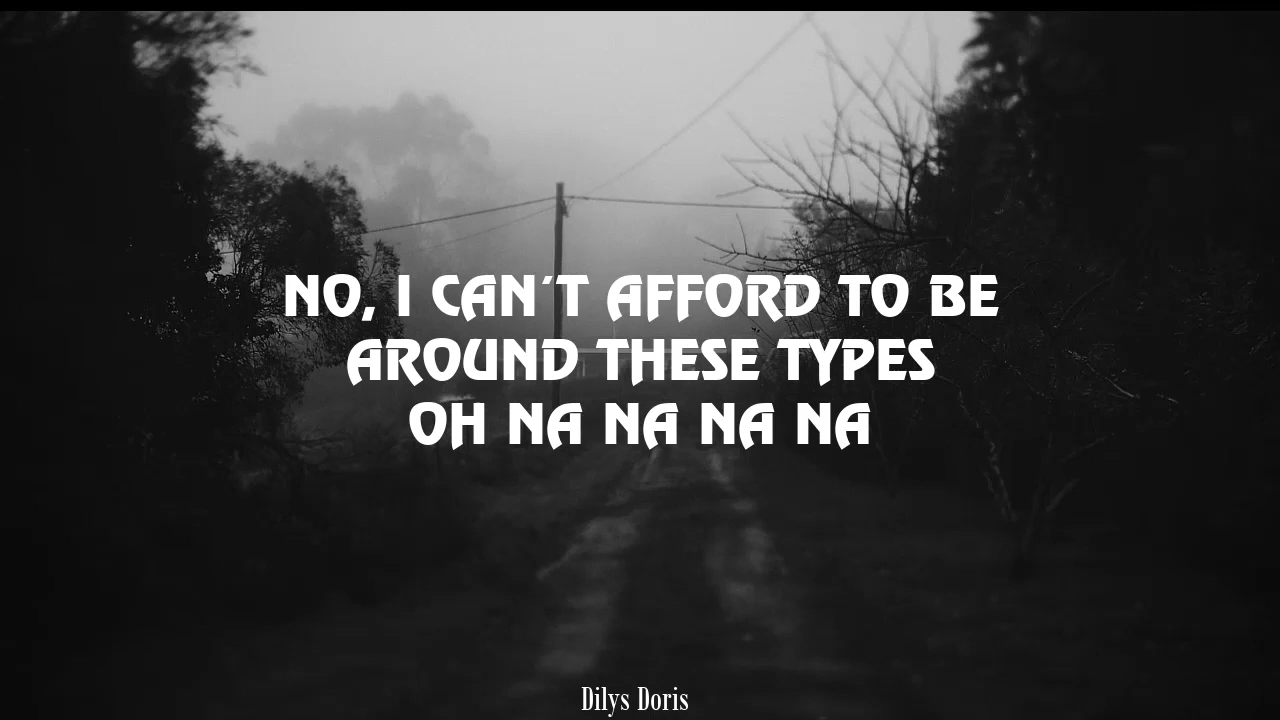 NO, I CAN'T AFFORD TO BE
AROUND THESE TYPES
OH NA NA NA NA
Dilys Doris